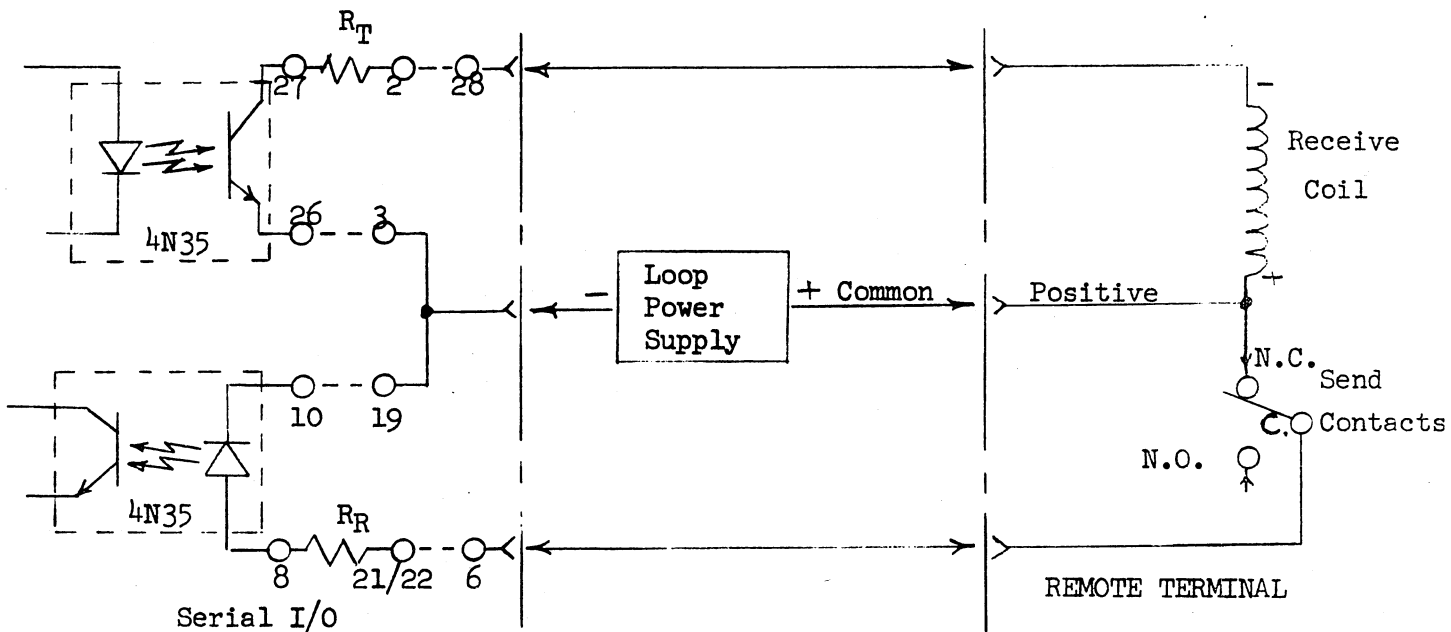 R_T
27
2
28
-
Receive
Coil
4N35
26
3
+
Loop
Power
Supply
-
+ Common
Positive
N.C.
Send
Contacts
C.
N.O.
10
19
4N35
R_R
8
21/22
6
Serial I/O
REMOTE TERMINAL